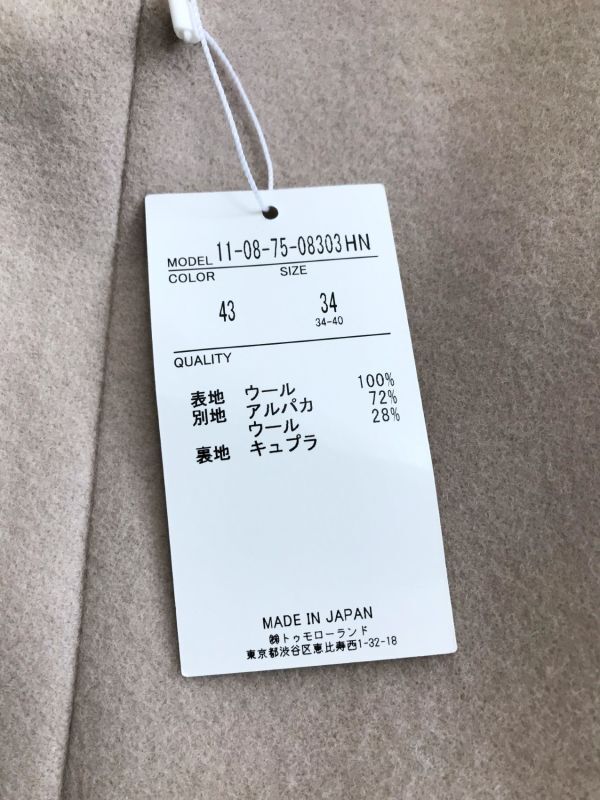 MODEL 11-08-75-08303HN
COLOR SIZE
43 34
34-40
QUALITY
表地 ウール 100%
別地 アルパカ 72%
ウール 28%
裏地 キュプラ
MADE IN JAPAN
㈱トゥモローランド
東京都渋谷区恵比寿西1-32-18